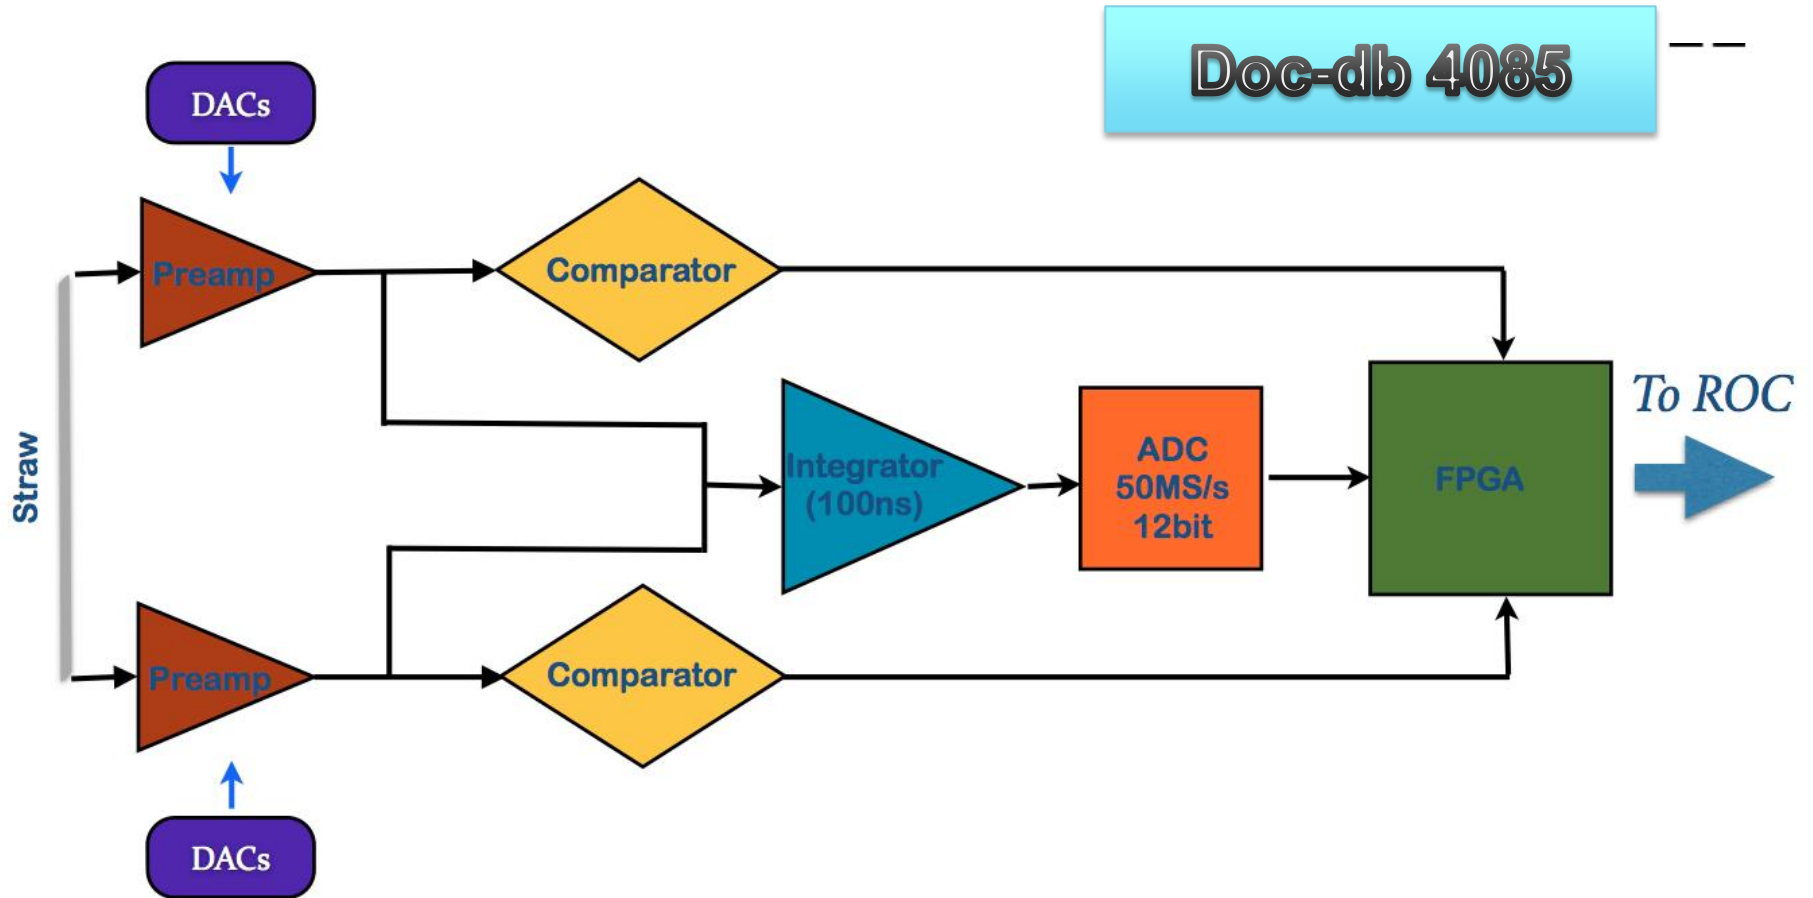 Doc-db 4085
DACs
Preamp
Comparator
To ROC
Straw
Integrator
(100ns)
ADC
50MS/s
12bit
FPGA
Preamp
Comparator
DACs